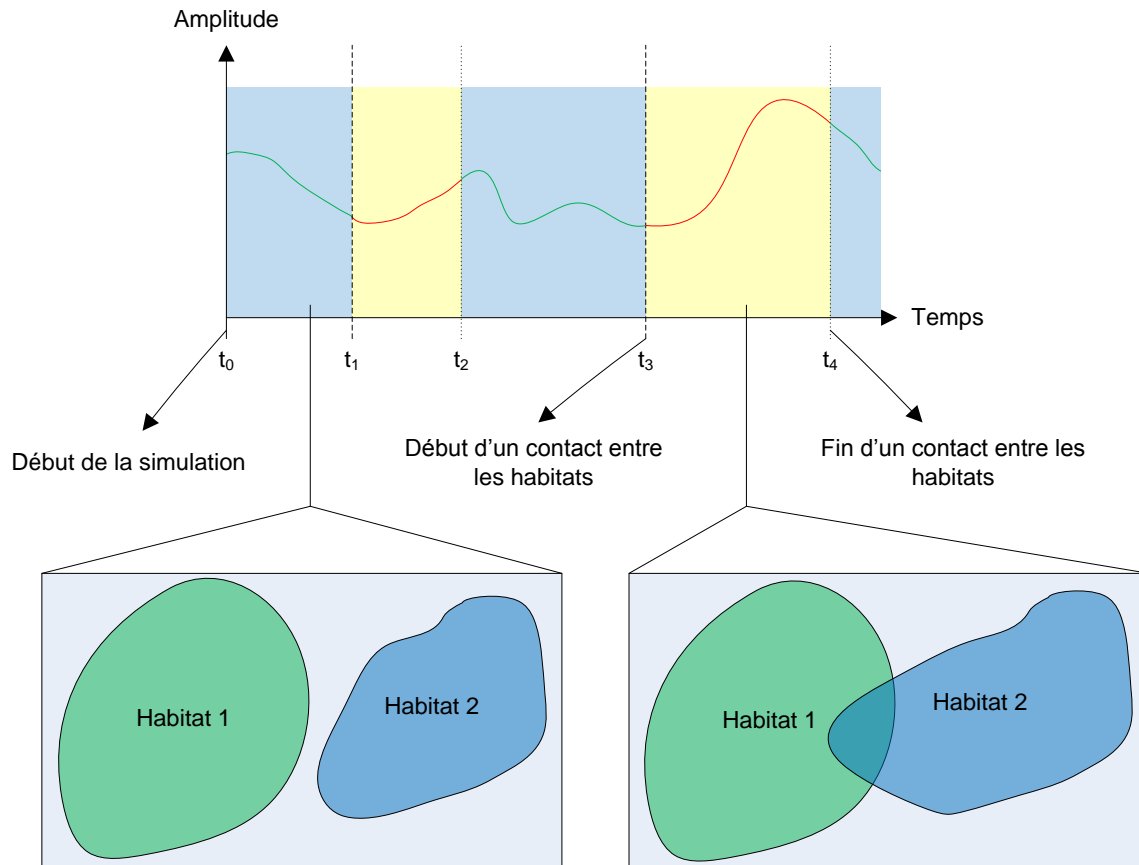 Amplitude
Temps
t₀
t₁
t₂
t₃
t₄
Début de la simulation
Début d'un contact entre
les habitats
Fin d'un contact entre les
habitats
Habitat 1
Habitat 2
Habitat 1
Habitat 2